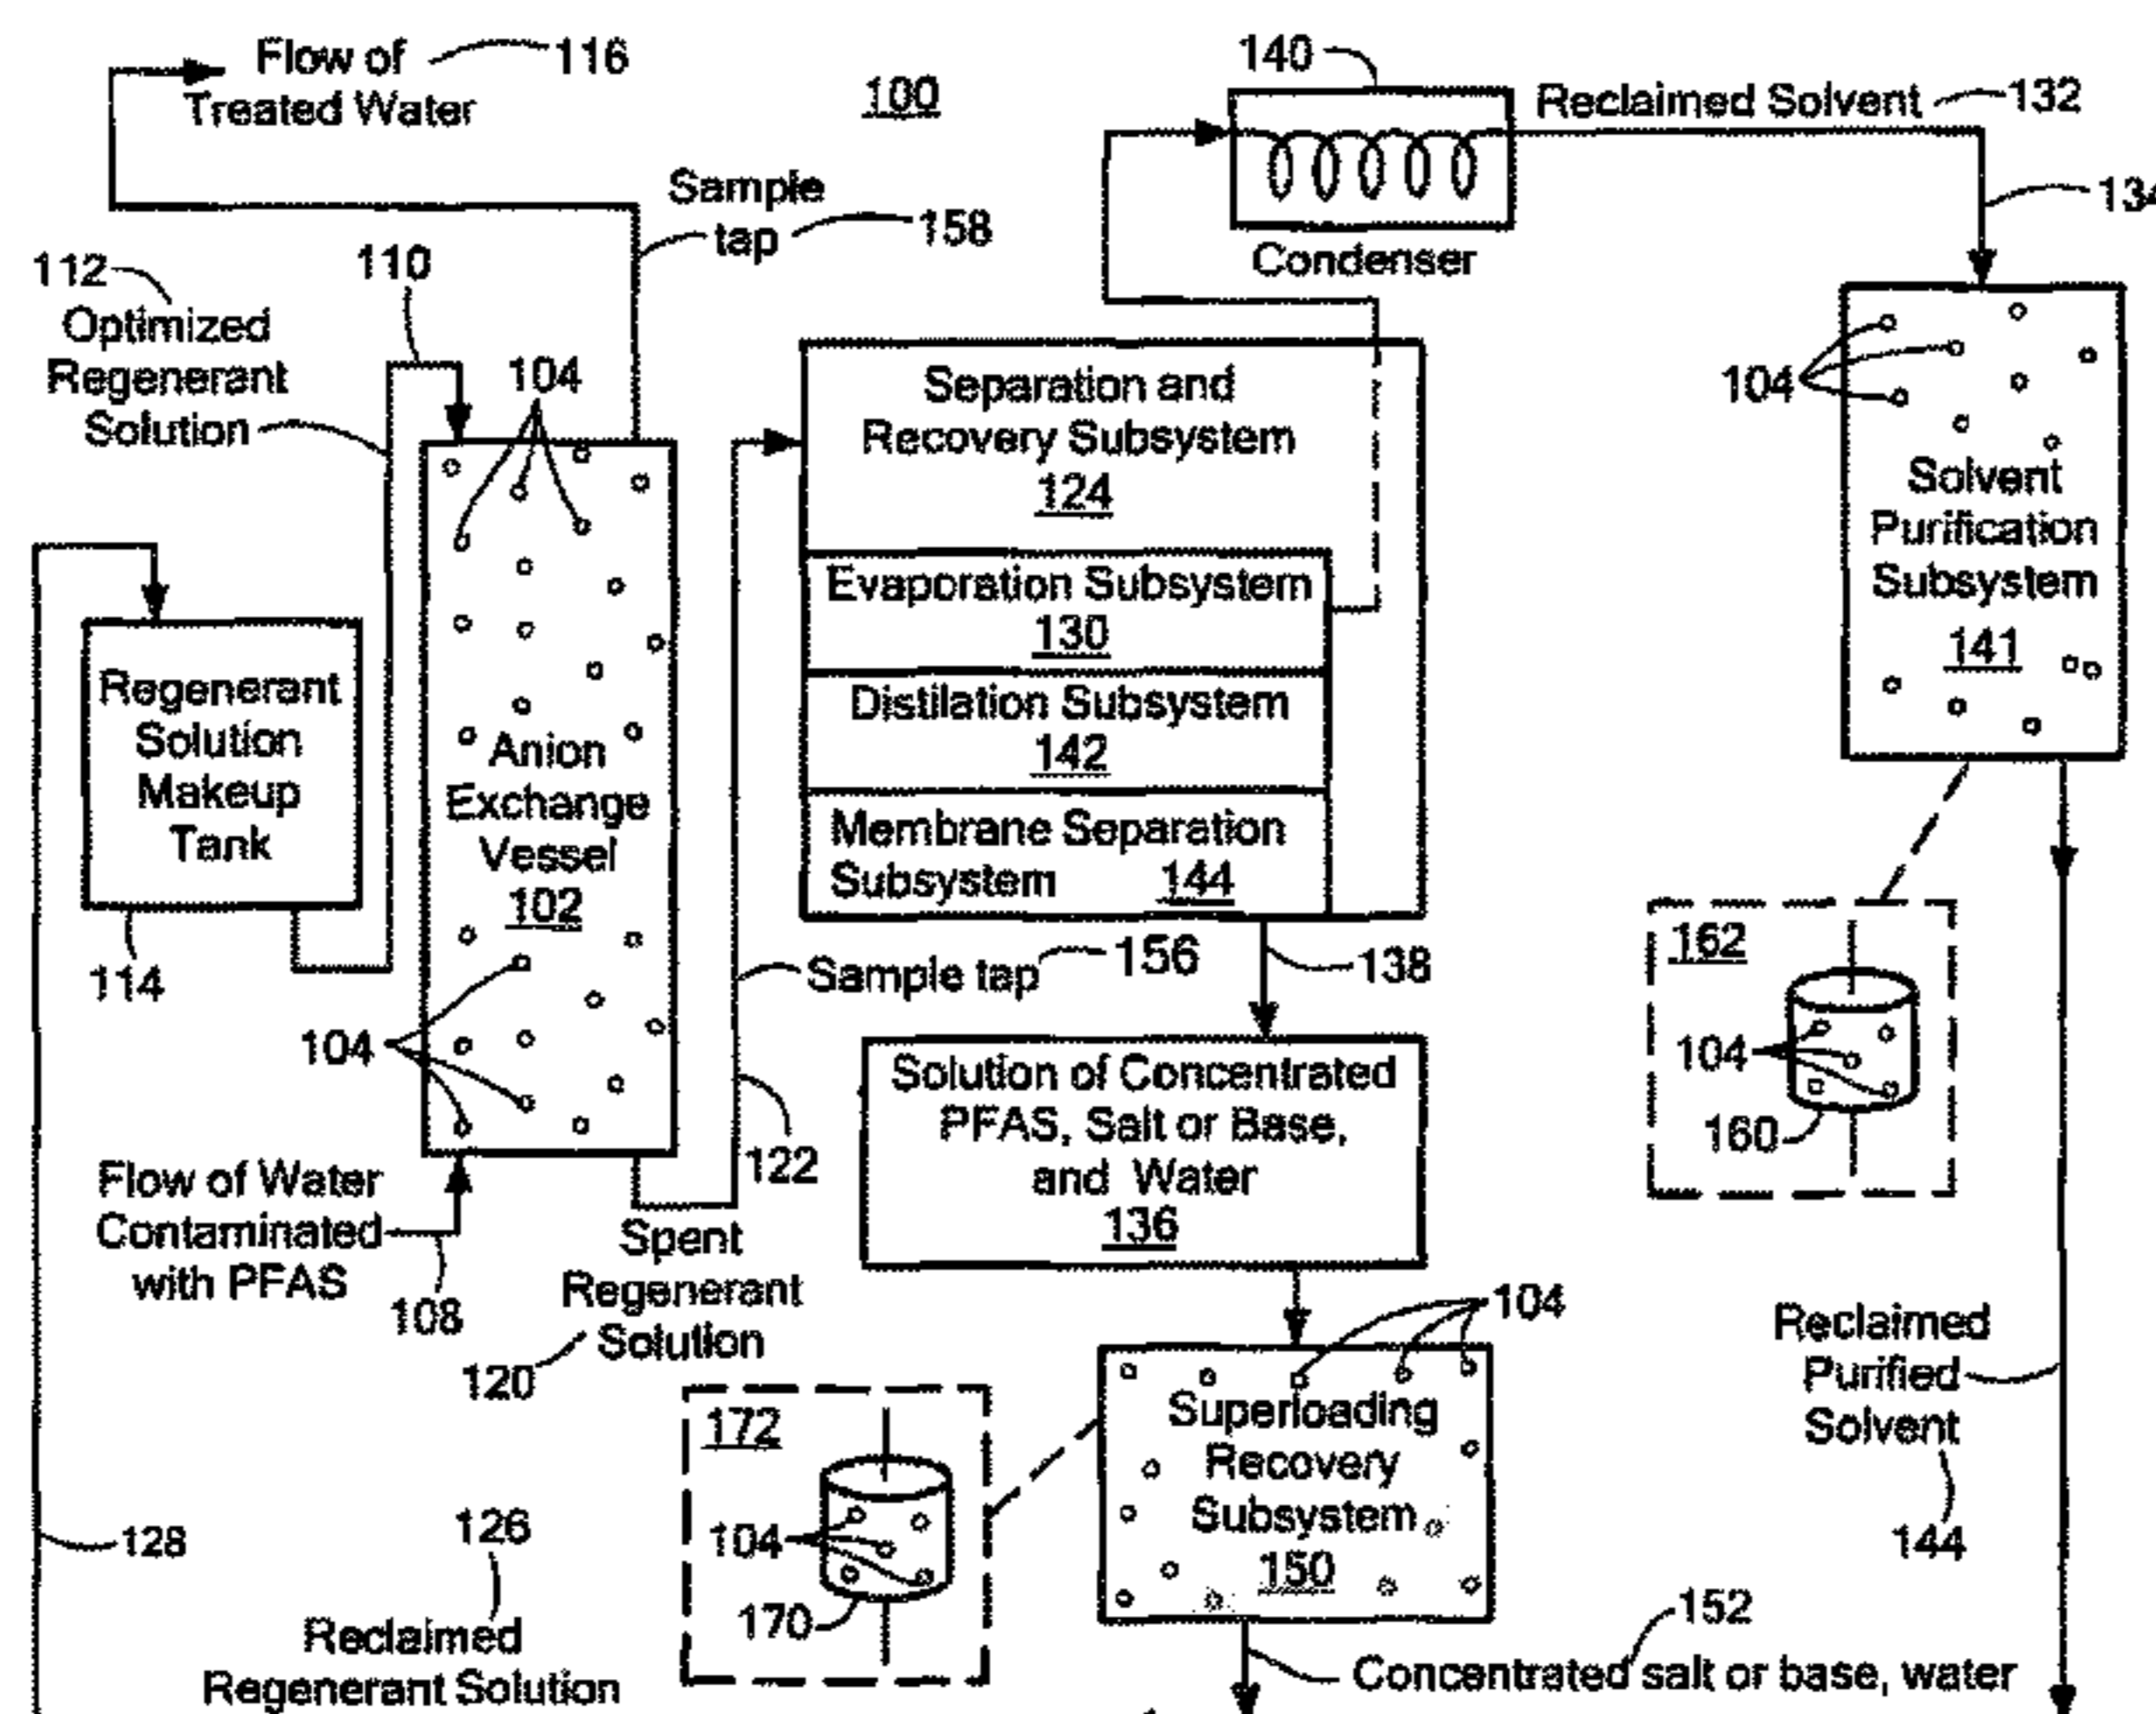 Flow of
Treated Water
116
100
140
Condenser
Reclaimed Solvent
132
Sample
tap
158
112
Optimized
Regenerant
Solution
110
104
Separation and
Recovery Subsystem
124
Evaporation Subsystem
130
Distilation Subsystem
142
Membrane Separation
Subsystem 144
104
Solvent
Purification
Subsystem
141
Regenerant
Solution
Makeup
Tank
114
Anion
Exchange
Vessel
102
104
Sample tap
156
138
162
104
160
Solution of Concentrated
PFAS, Salt or Base,
and Water
136
122
Flow of Water
Contaminated
with PFAS
108
Spent
Regenerant
Solution
120
104
Superloading
Recovery
Subsystem
150
172
104
170
Reclaimed
Purified
Solvent
144
128
126
Reclaimed
Regenerant Solution
152
Concentrated salt or base, water